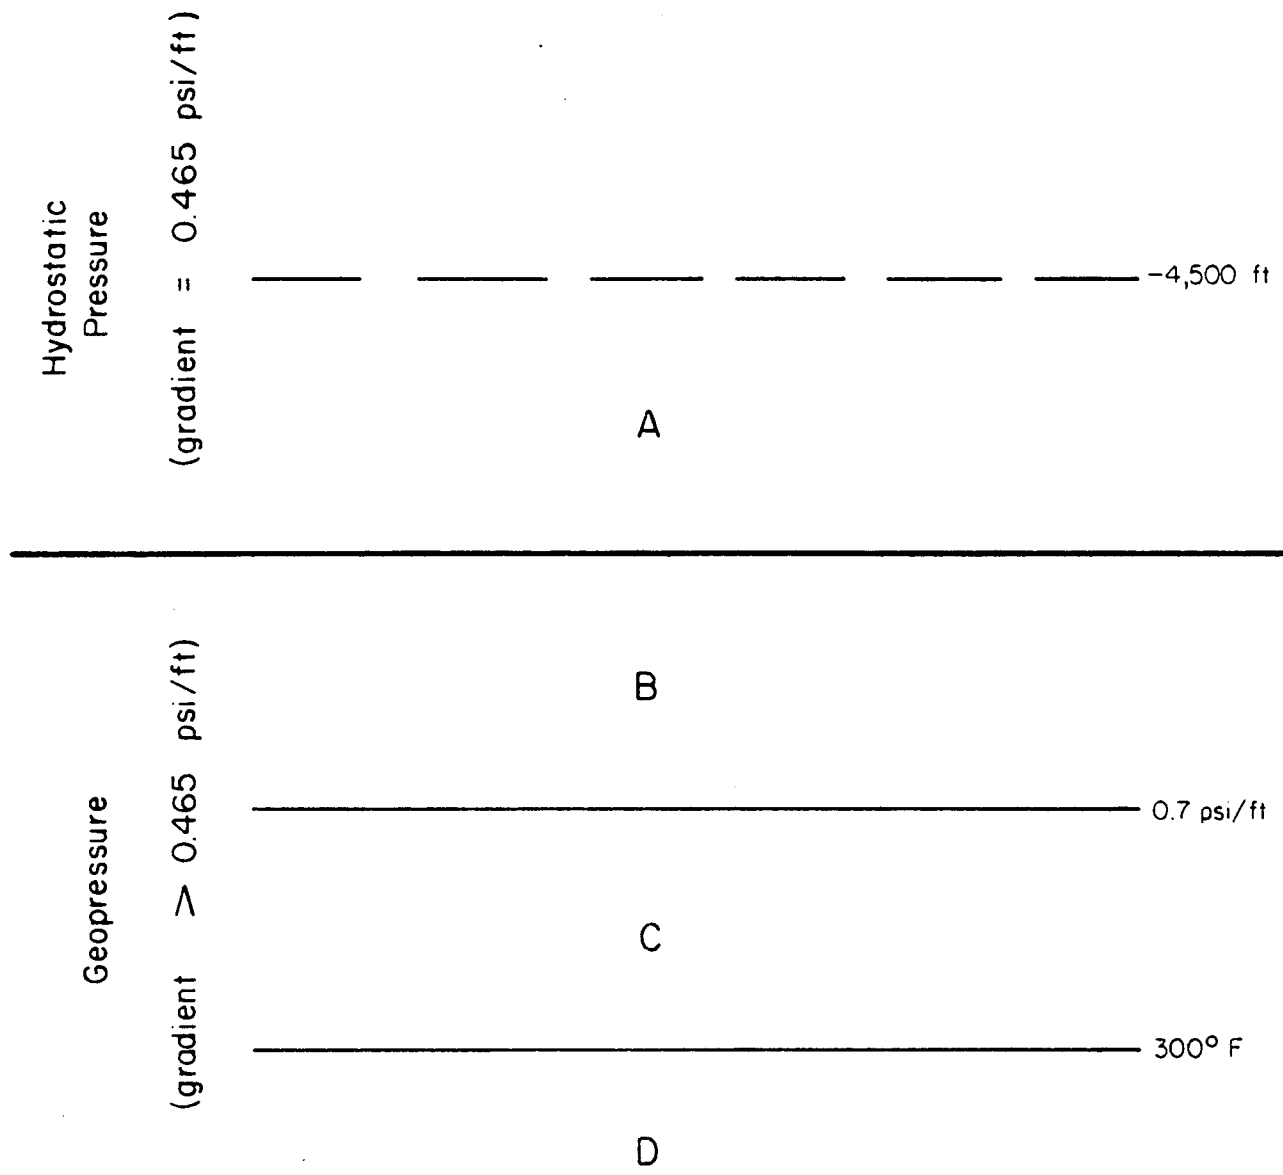 Hydrostatic
Pressure
(gradient = 0.465 psi/ft)
-4,500 ft
A
Geopressure
(gradient > 0.465 psi/ft)
B
0.7 psi/ft
C
300° F
D